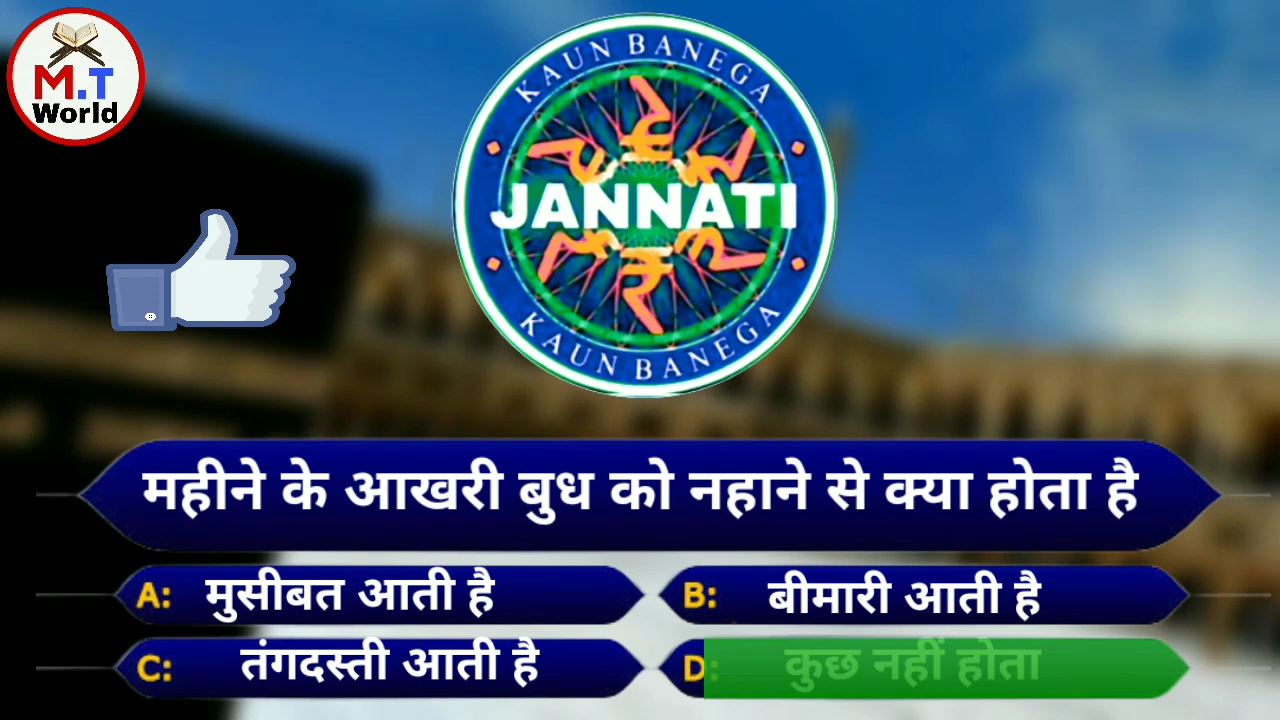 M.T
World
KAUN BANEGA
JANNATI
KAUN BANEGA
महीने के आखरी बुध को नहाने से क्या होता है
A: मुसीबत आती है
B: बीमारी आती है
C: तंगदस्ती आती है
D: कुछ नहीं होता